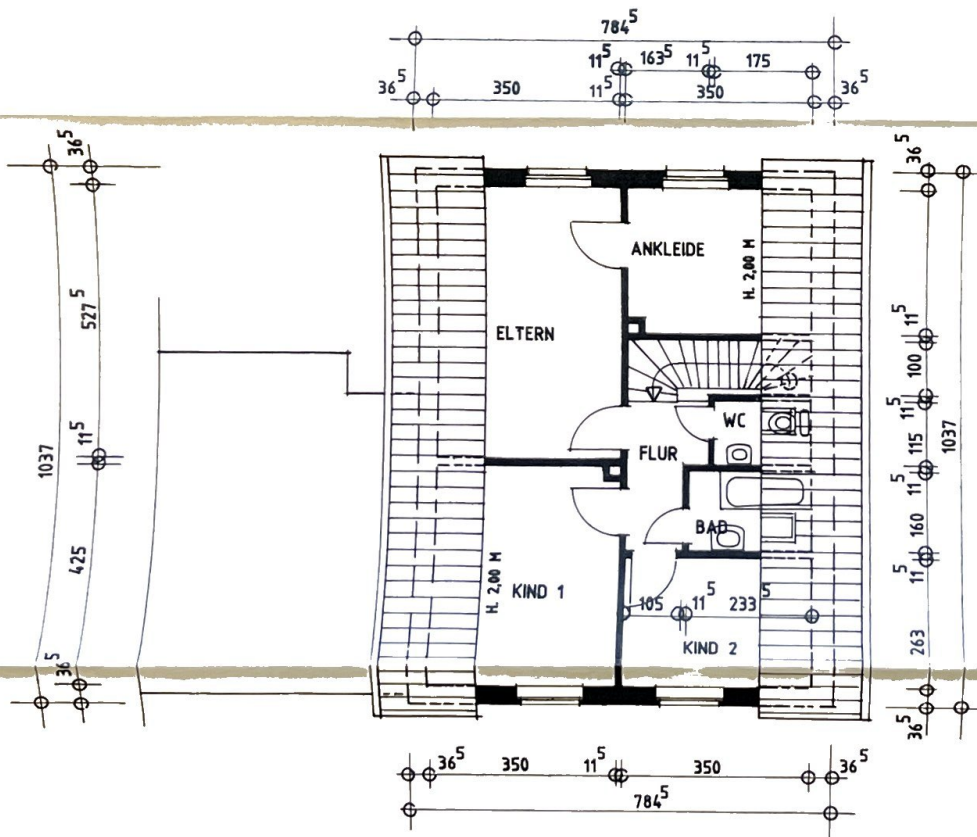 784⁵
11⁵ 163⁵ 11⁵ 175
36⁵ 350 11⁵ 350 36⁵
36⁵
36⁵
ANKLEIDE
H. 2,00 M
527⁵
ELTERN
11⁵
100
11⁵
WC
115
1037
11⁵
FLUR
1037
11⁵
BAD
160
11⁵
425
H. 2,00 M
KIND 1
105 11⁵ 233⁵
KIND 2
263
36⁵
36⁵
36⁵ 350 11⁵ 350 36⁵
784⁵